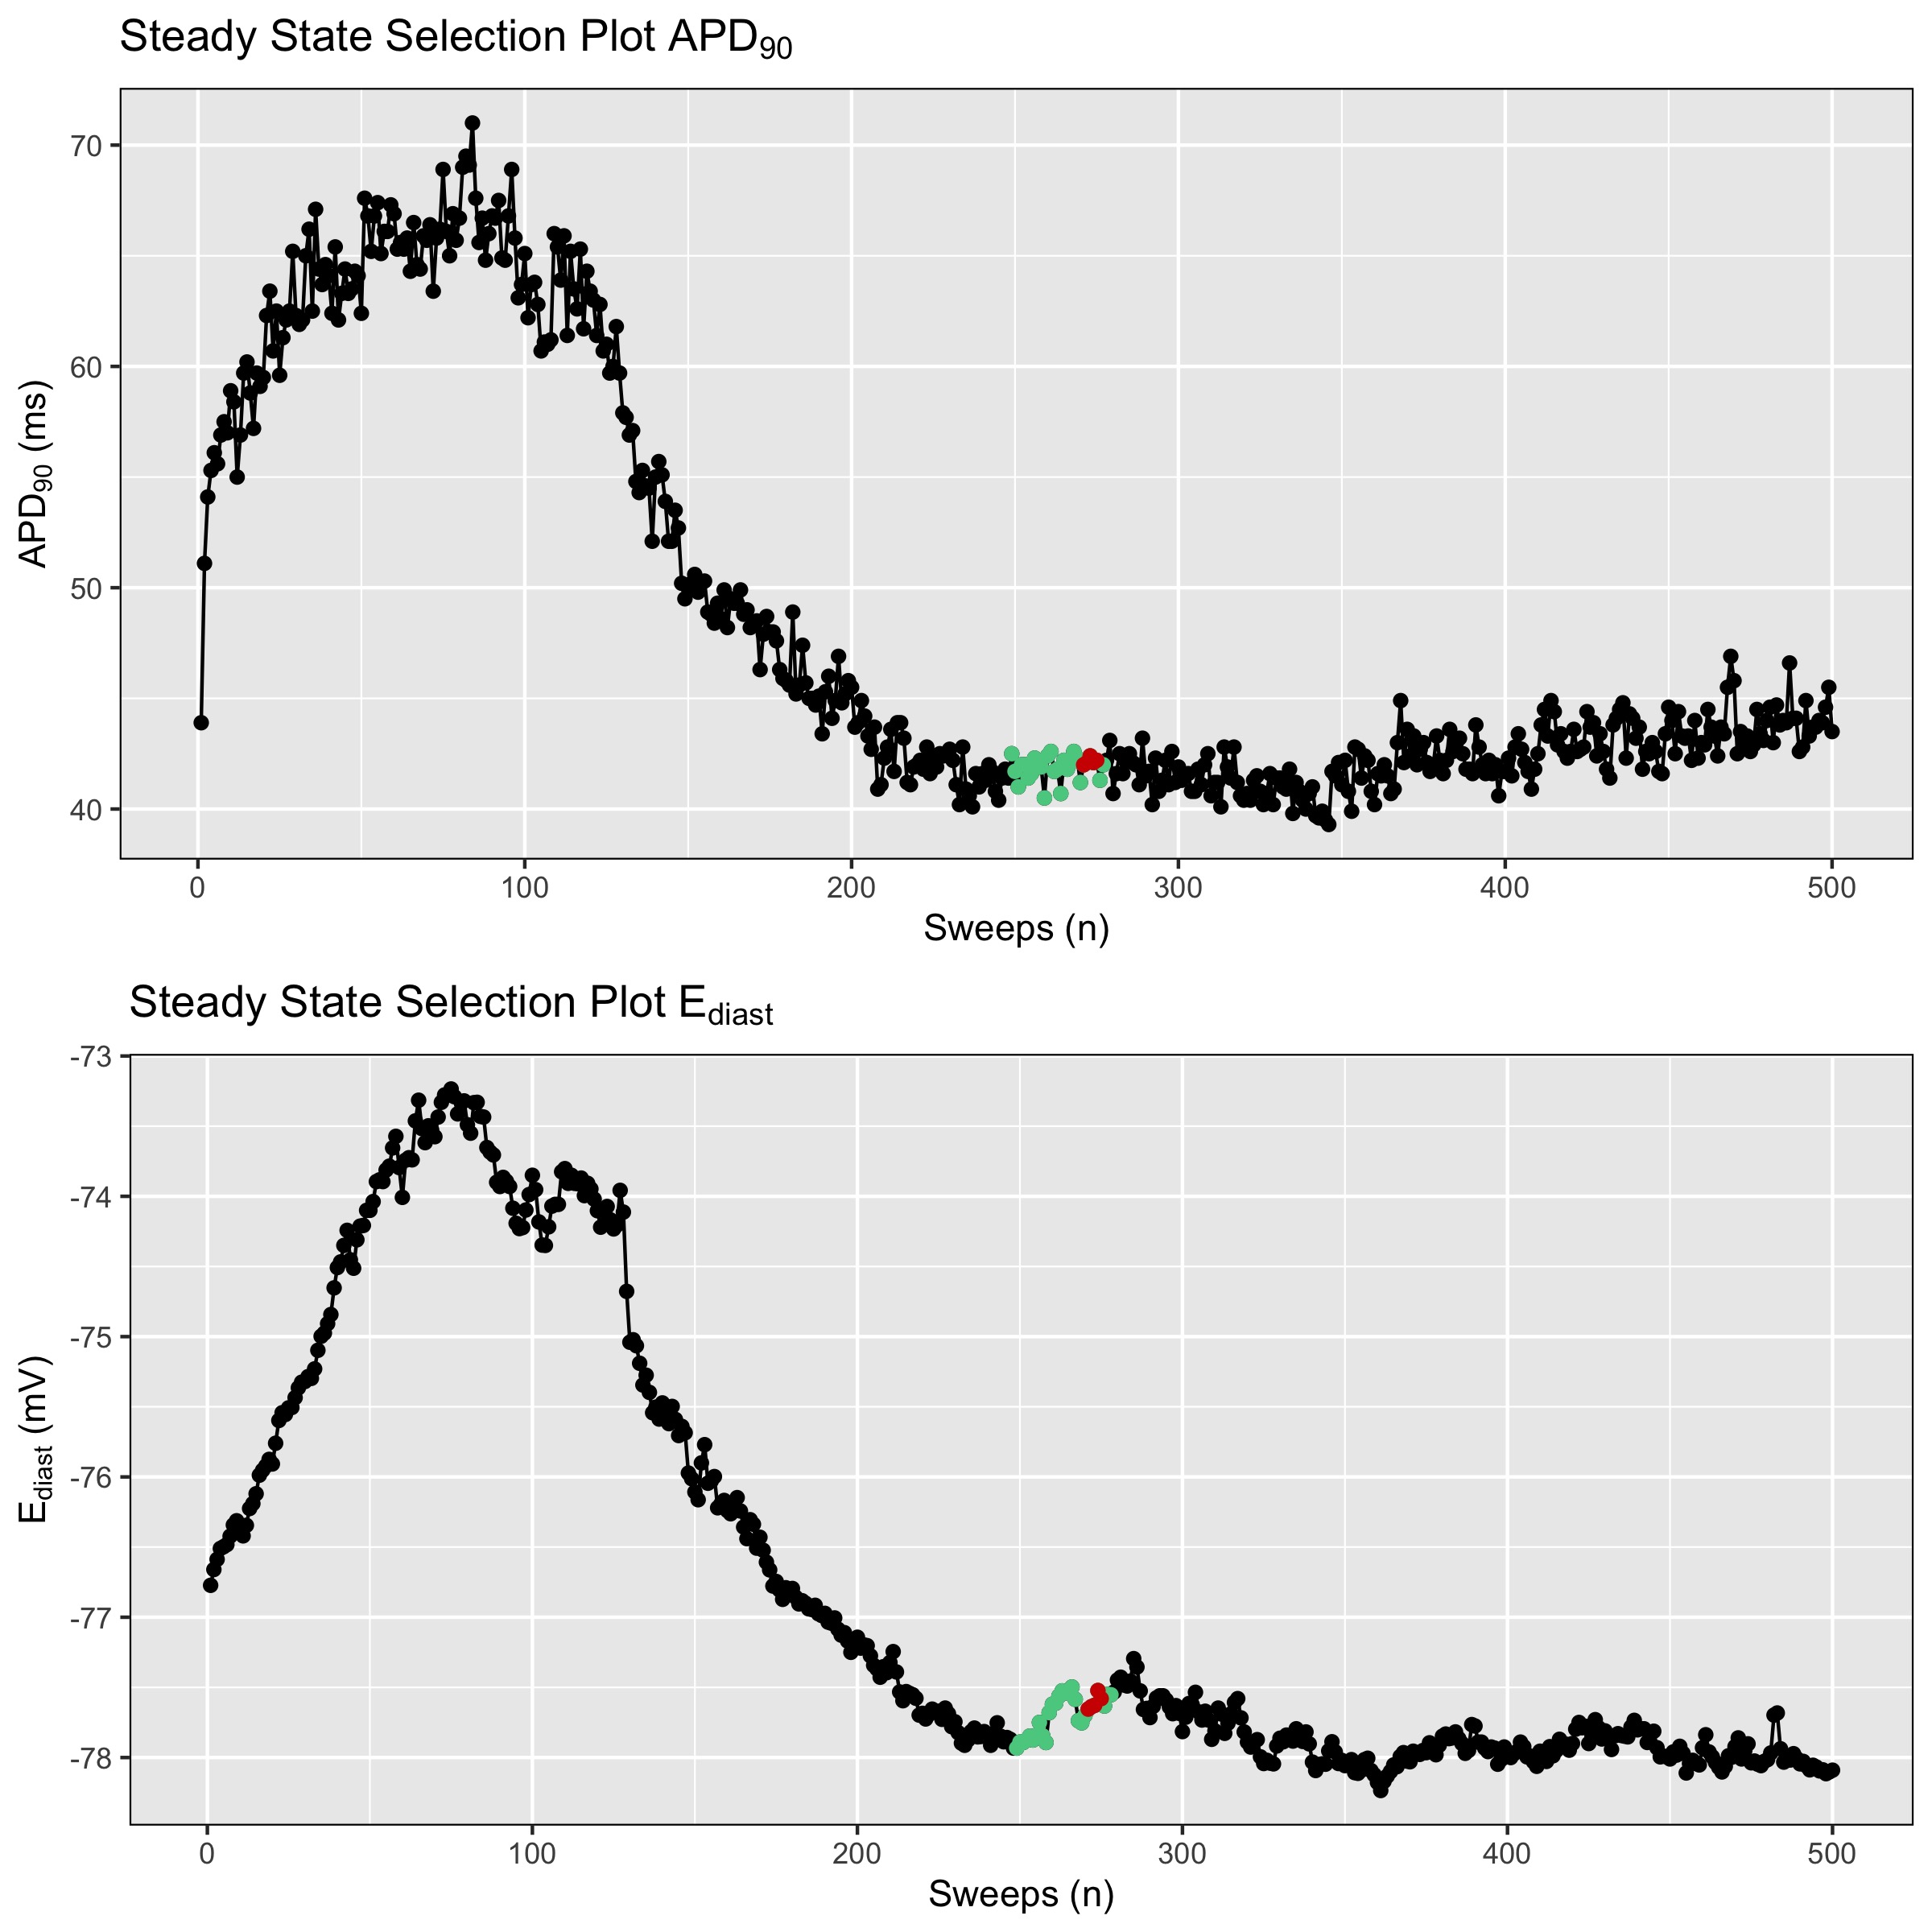 Steady State Selection Plot APD90
70
60
50
40
APD90 (ms)
0 100 200 300 400 500
Sweeps (n)
Steady State Selection Plot Ediast
-73
-74
-75
-76
-77
-78
Ediast (mV)
0 100 200 300 400 500
Sweeps (n)